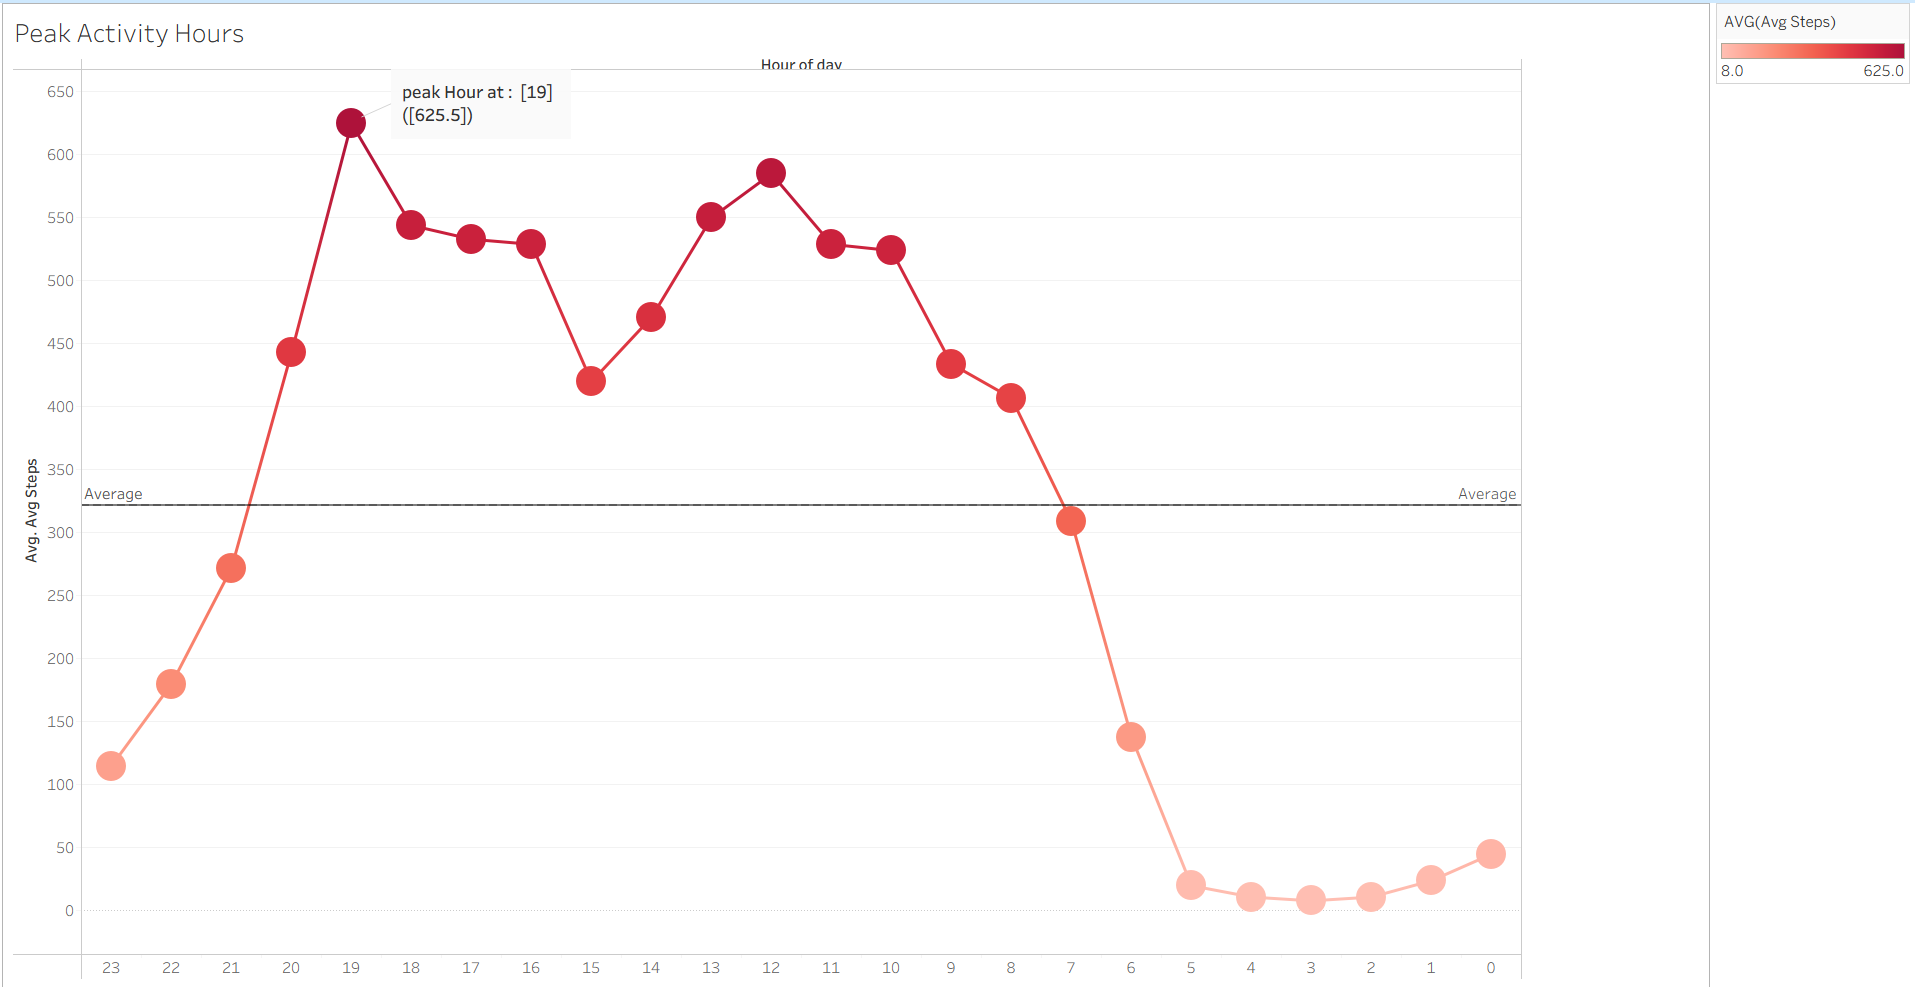 Peak Activity Hours
AVG(Avg Steps)
8.0 625.0
Hour of day
peak Hour at : [19]
([625.5])
650
600
550
500
450
400
350
300
250
200
150
100
50
0
Avg. Avg Steps
Average Average
23 22 21 20 19 18 17 16 15 14 13 12 11 10 9 8 7 6 5 4 3 2 1 0